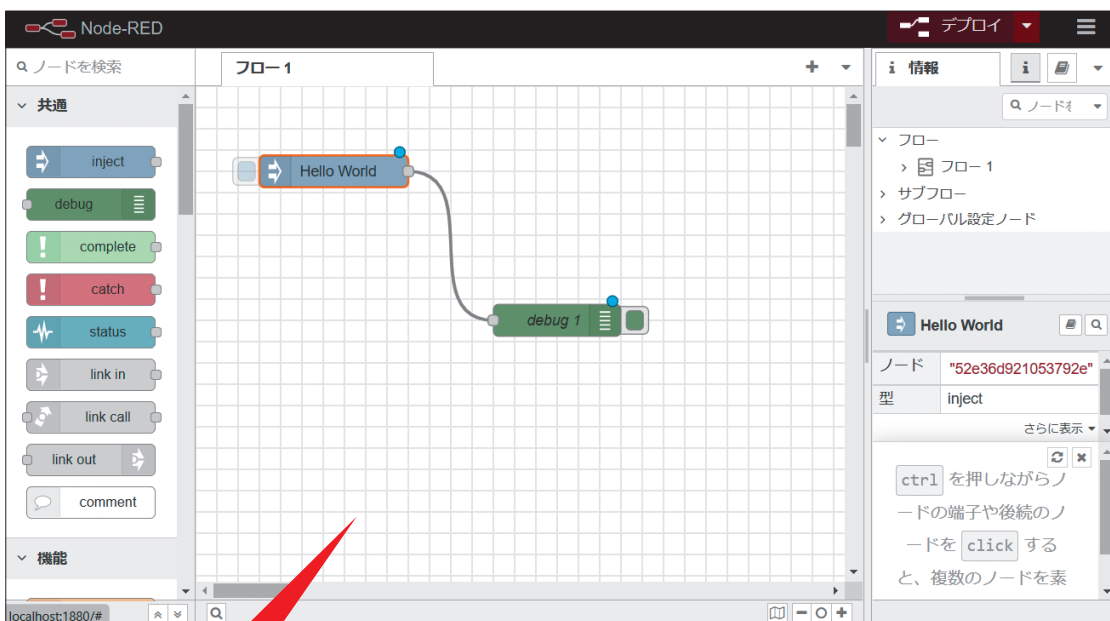 Node-RED
デプロイ
ノードを検索
フロー 1
情報
共通
ノードを
inject
debug
complete
catch
status
link in
link call
link out
comment
機能
Hello World
debug 1
フロー
フロー 1
サブフロー
グローバル設定ノード
Hello World
ノード "52e36d921053792e"
型 inject
さらに表示
ctrl を押しながらノ
ードの端子や後続のノ
ードを click する
と、複数のノードを素
localhost:1880/#